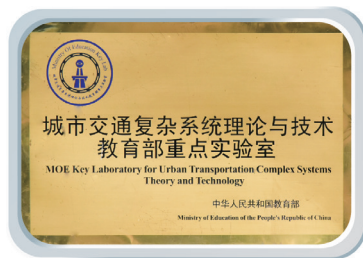 Ministry Of Education Key Lab
城市交通复杂系统理论与技术
教育部重点实验室
MOE Key Laboratory for Urban Transportation Complex Systems
Theory and Technology
中华人民共和国教育部
Ministry of Education of the People's Republic of China